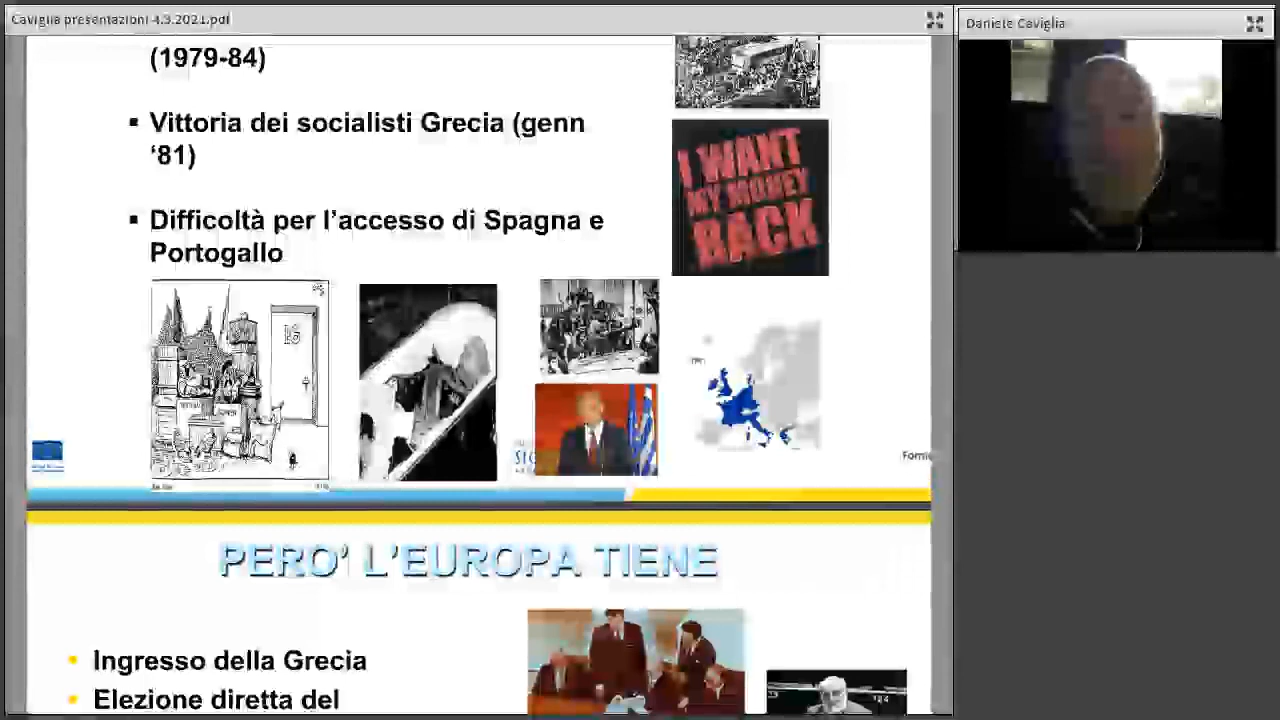 Caviglia presentazioni 4.3.2021.pdf
Daniele Caviglia
(1979-84)
▪ Vittoria dei socialisti Grecia (genn
‘81)
▪ Difficoltà per l’accesso di Spagna e
Portogallo
I WANT
MY MONEY
BACK
PERO’ L’EUROPA TIENE
• Ingresso della Grecia
• Elezione diretta del